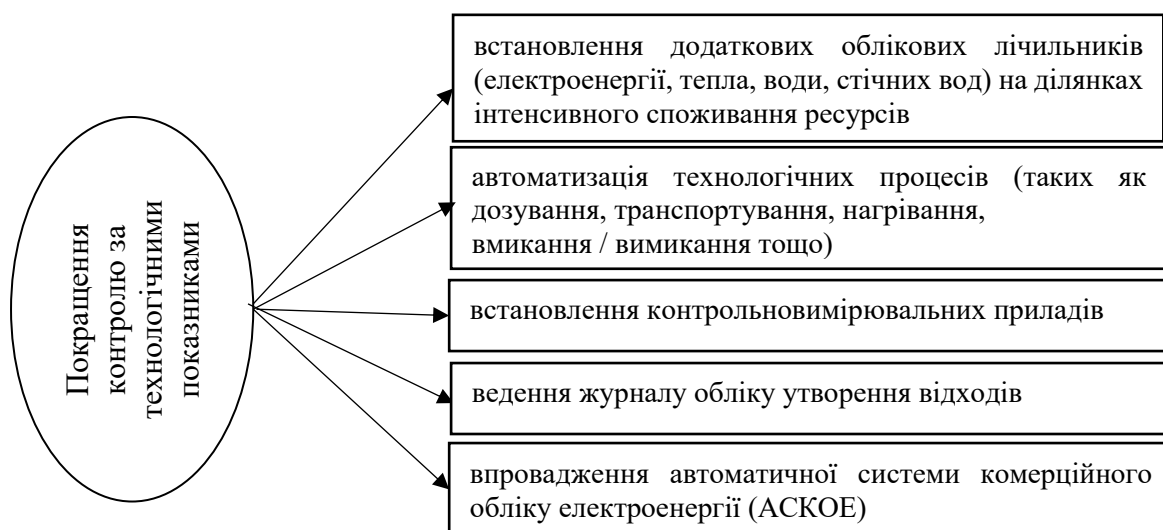 Покращення
контролю за
технологічними
показниками
встановлення додаткових облікових лічильників
(електроенергії, тепла, води, стічних вод) на ділянках
інтенсивного споживання ресурсів
автоматизація технологічних процесів (таких як
дозування, транспортування, нагрівання,
вмикання / вимикання тощо)
встановлення контрольновимірювальних приладів
ведення журналу обліку утворення відходів
впровадження автоматичної системи комерційного
обліку електроенергії (АСКОЕ)